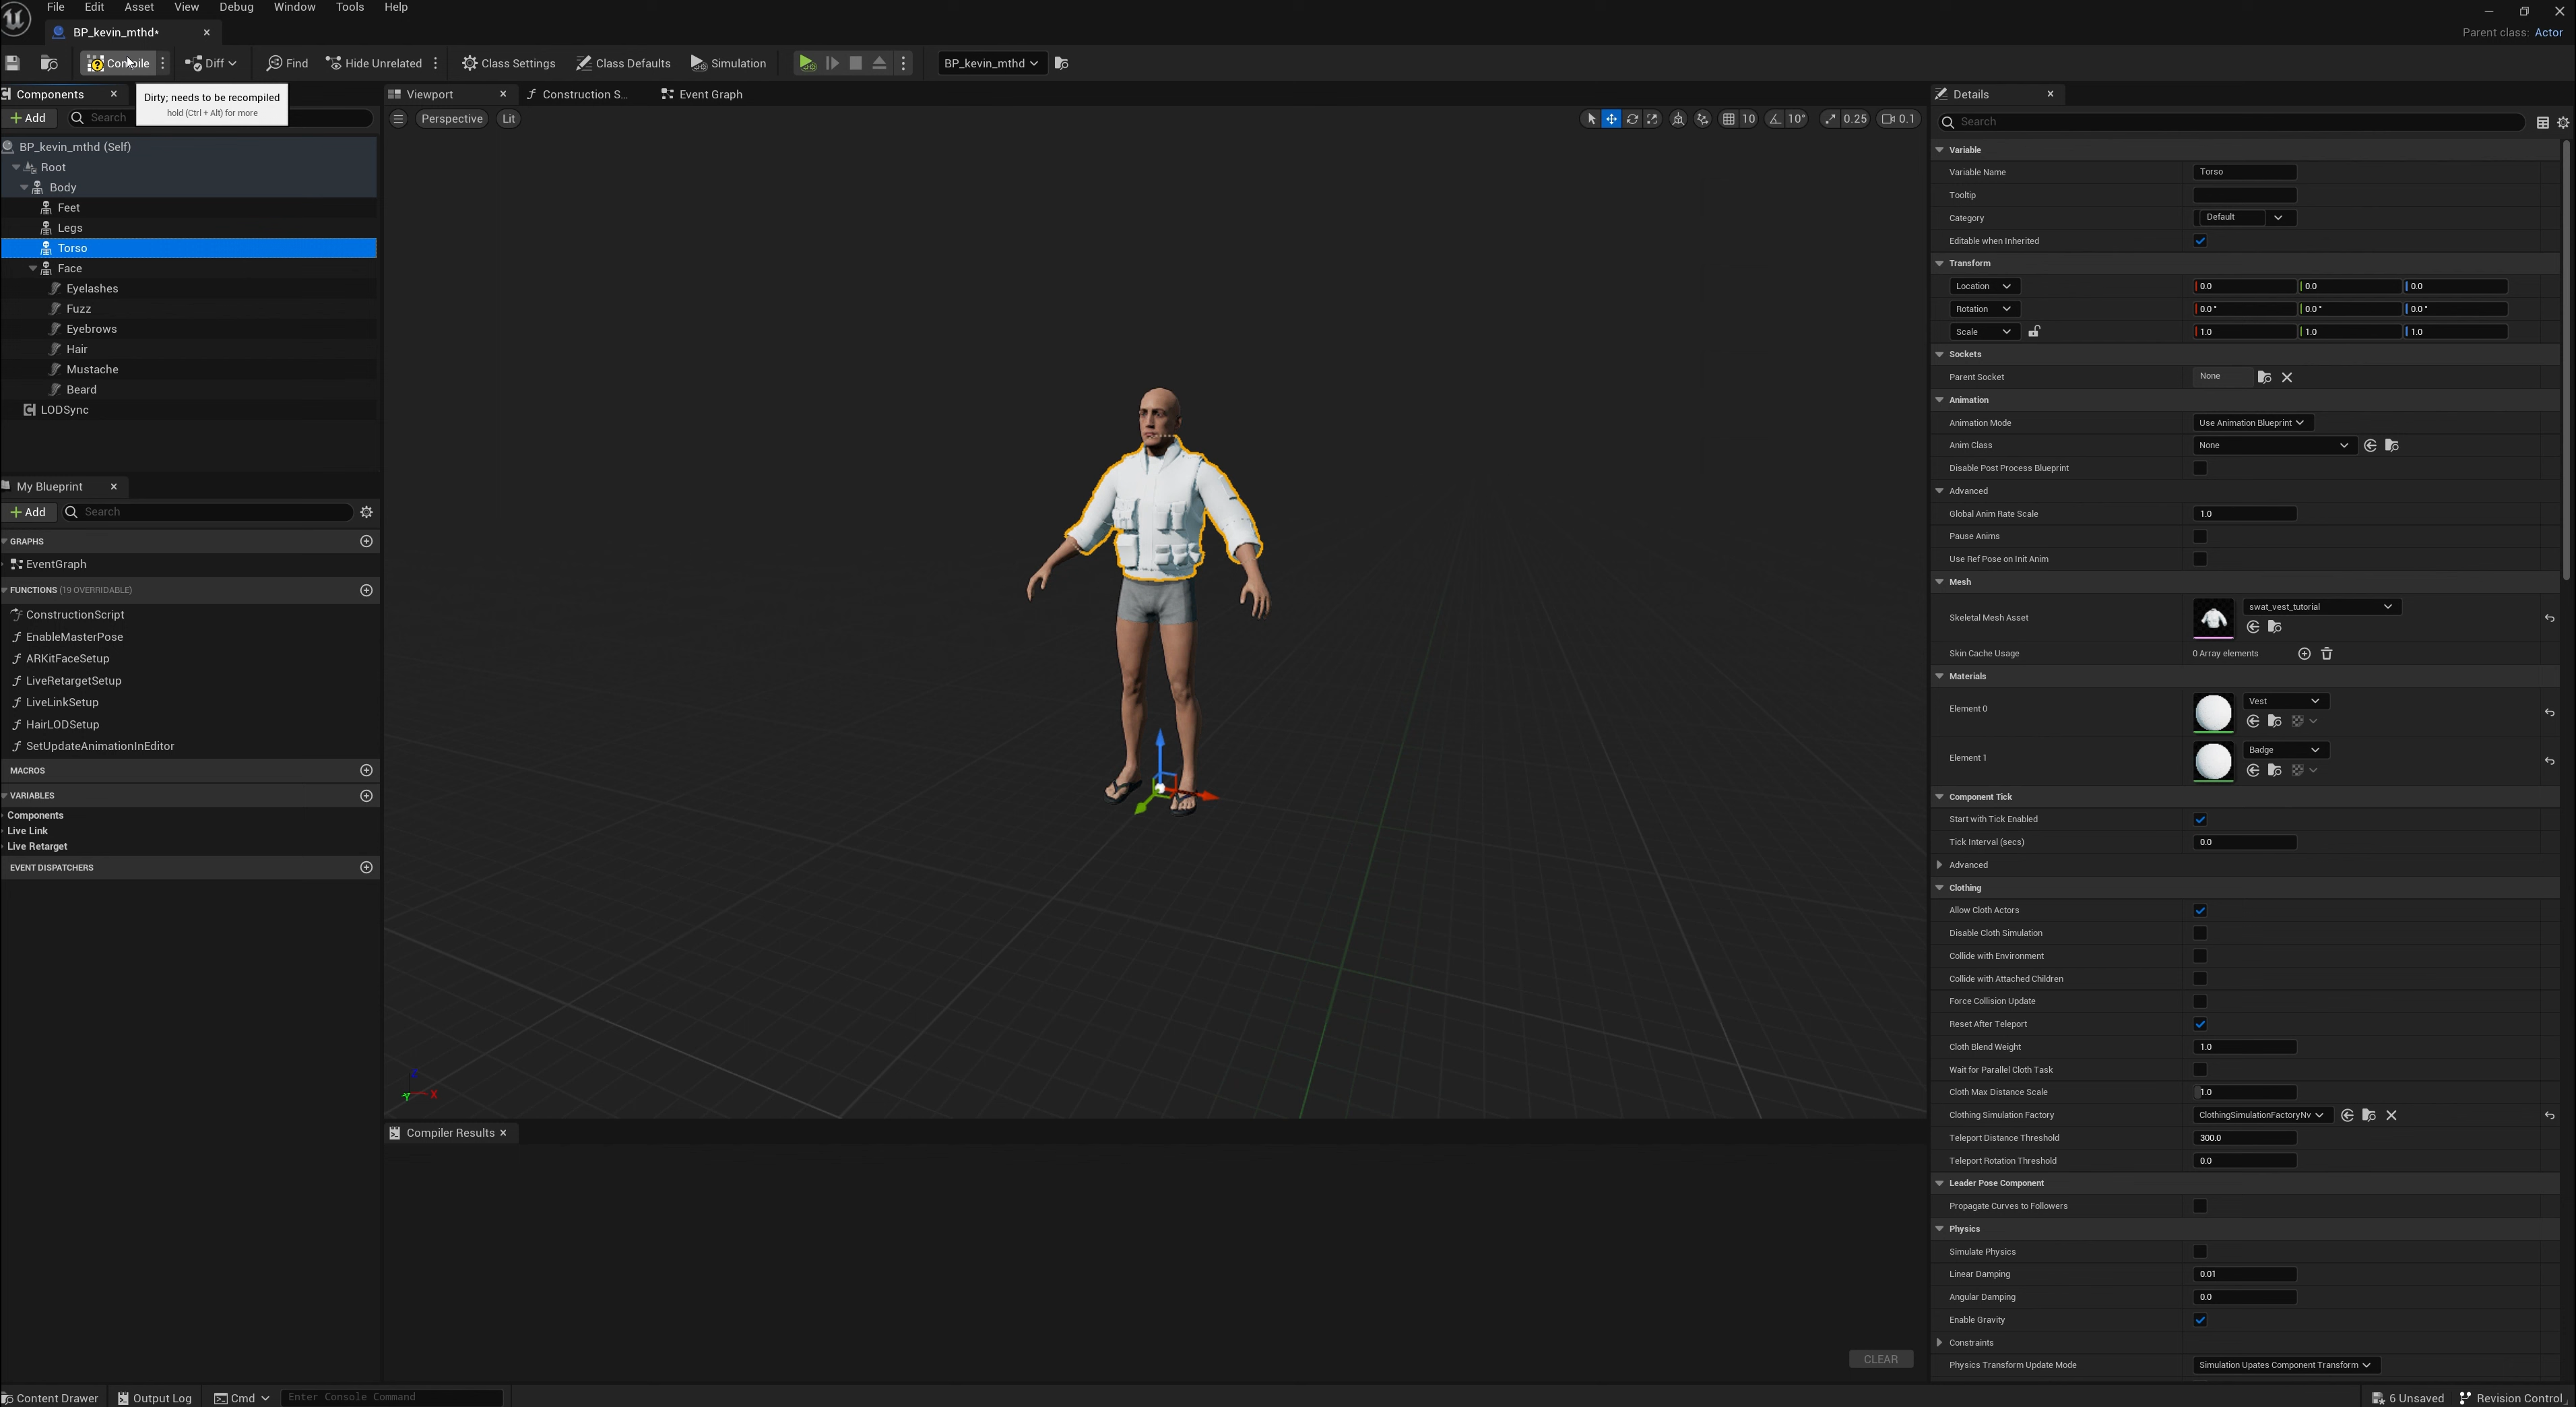 File Edit Asset View Debug Window Tools Help
BP_kevin_mthd*
Parent class: Actor
Compile Diff Find Hide Unrelated Class Settings Class Defaults Simulation BP_kevin_mthd
Components
Dirty; needs to be recompiled
hold (Ctrl + Alt) for more
Add Search
BP_kevin_mthd (Self)
Root
Body
Feet
Legs
Torso
Face
Eyelashes
Fuzz
Eyebrows
Hair
Mustache
Beard
LODSync
My Blueprint
Add Search
GRAPHS
EventGraph
FUNCTIONS (19 OVERRIDABLE)
ConstructionScript
EnableMasterPose
ARKitFaceSetup
LiveRetargetSetup
LiveLinkSetup
HairLODSetup
SetUpdateAnimationInEditor
MACROS
VARIABLES
Components
Live Link
Live Retarget
EVENT DISPATCHERS
Viewport Construction S... Event Graph
Perspective Lit 10 10° 0.25 0.1
Y X
Compiler Results
CLEAR
Details
Search
Variable
Variable Name Torso
Tooltip
Category Default
Editable when Inherited
Transform
Location 0.0 0.0 0.0
Rotation 0.0° 0.0° 0.0°
Scale 1.0 1.0 1.0
Sockets
Parent Socket None
Animation
Animation Mode Use Animation Blueprint
Anim Class None
Disable Post Process Blueprint
Advanced
Global Anim Rate Scale 1.0
Pause Anims
Use Ref Pose on Init Anim
Mesh
Skeletal Mesh Asset swat_vest_tutorial
Skin Cache Usage 0 Array elements
Materials
Element 0 Vest
Element 1 Badge
Component Tick
Start with Tick Enabled
Tick Interval (secs) 0.0
Advanced
Clothing
Allow Cloth Actors
Disable Cloth Simulation
Collide with Environment
Collide with Attached Children
Force Collision Update
Reset After Teleport
Cloth Blend Weight 1.0
Wait for Parallel Cloth Task
Cloth Max Distance Scale 1.0
Clothing Simulation Factory ClothingSimulationFactoryNv
Teleport Distance Threshold 300.0
Teleport Rotation Threshold 0.0
Leader Pose Component
Propagate Curves to Followers
Physics
Simulate Physics
Linear Damping 0.01
Angular Damping 0.0
Enable Gravity
Constraints
Physics Transform Update Mode Simulation Upates Component Transform
Content Drawer Output Log Cmd Enter Console Command 6 Unsaved Revision Control